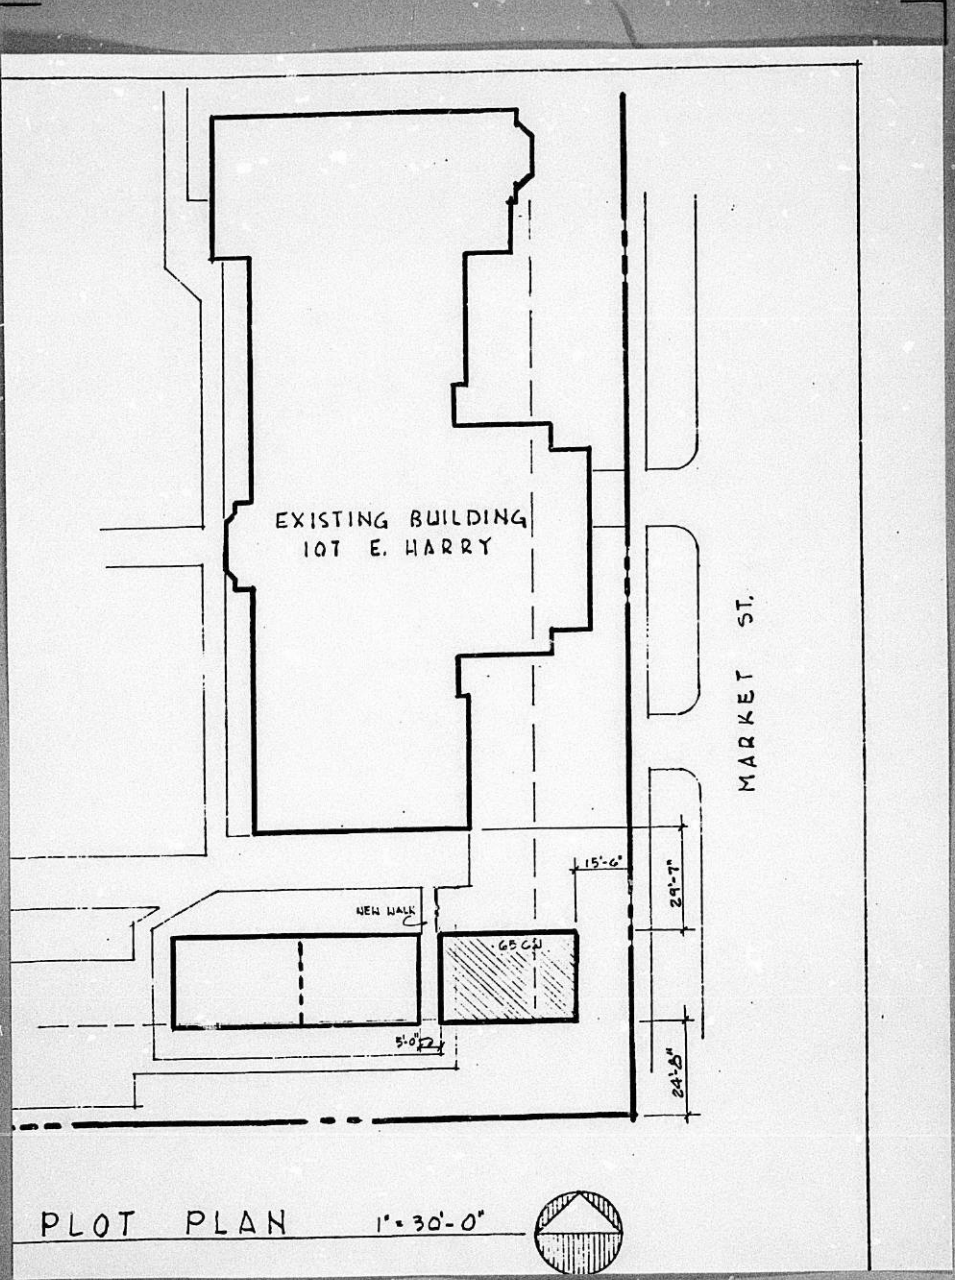 EXISTING BUILDING
107 E. HARRY
MARKET ST.
15'-6"
29'-7"
NEW WALK
5'-0"
24'-8"
PLOT PLAN 1" = 30'-0"